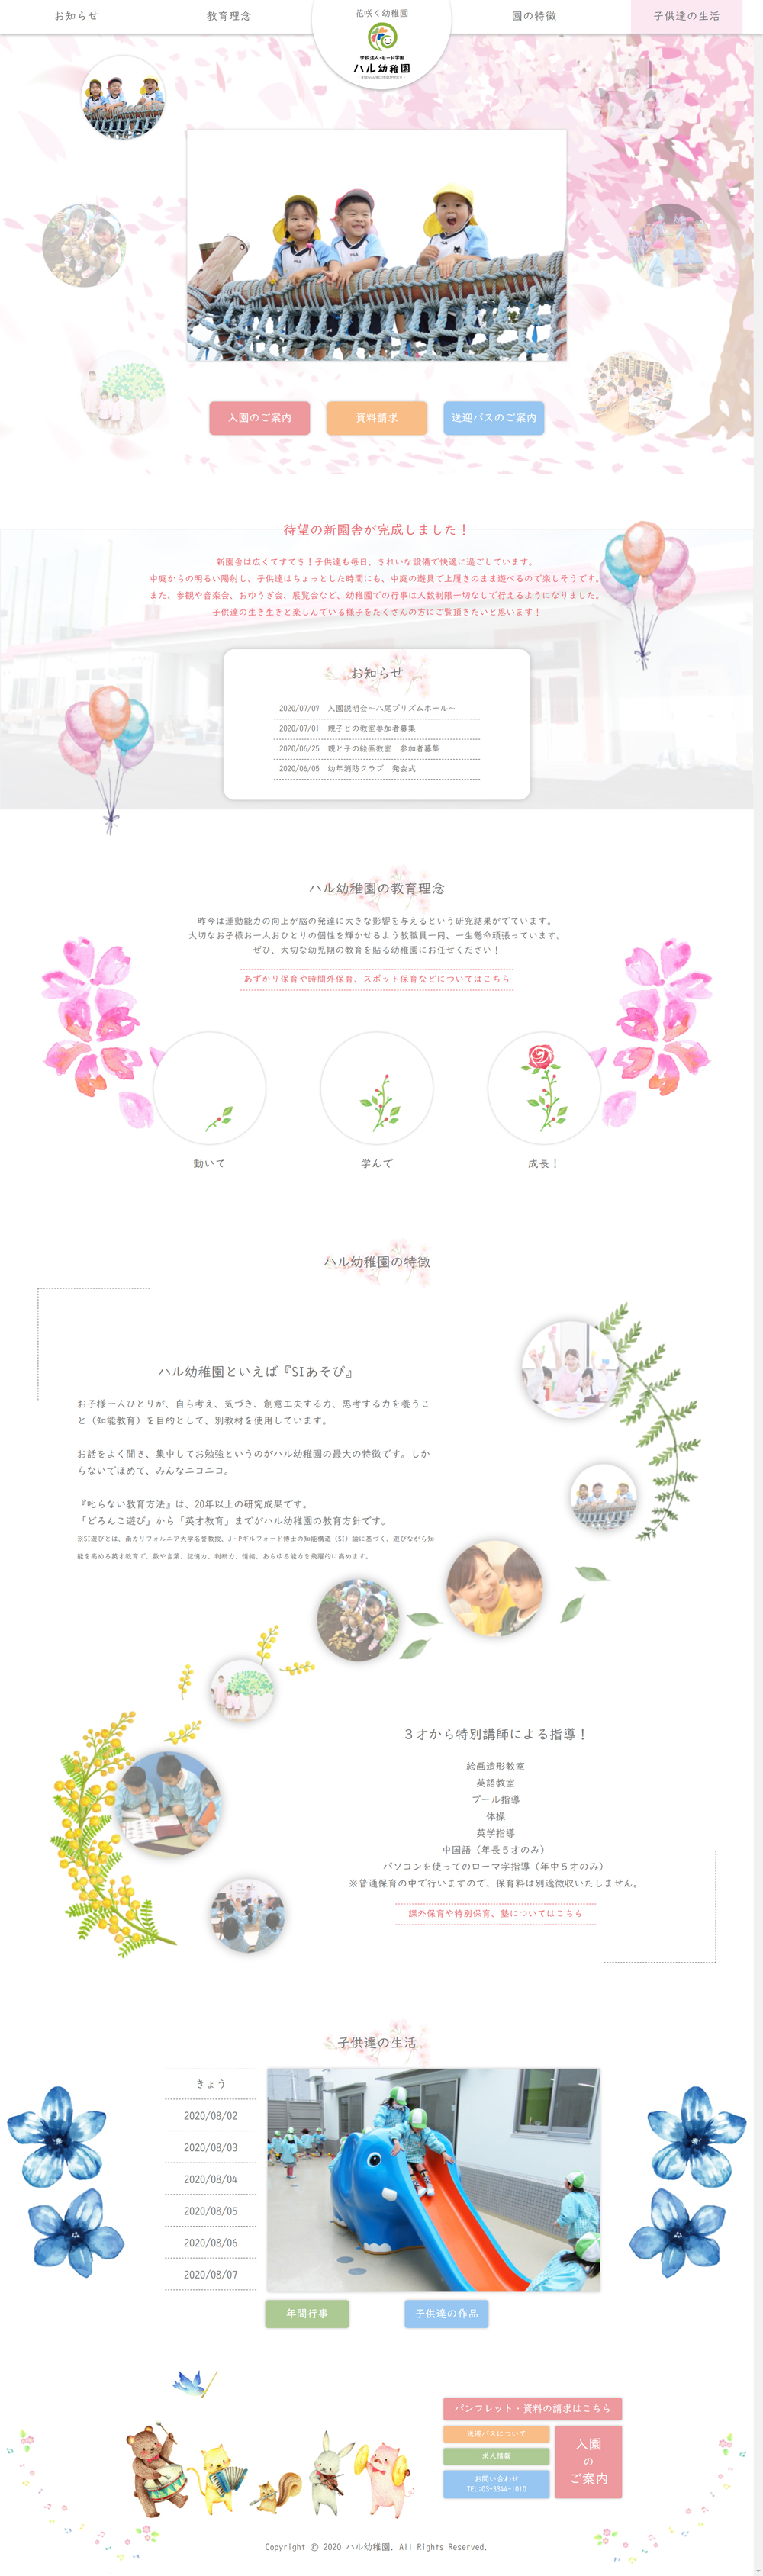 お知らせ
教育理念
花咲く幼稚園
学校法人・モード学園
ハル幼稚園
園の特徴
子供達の生活
入園のご案内
資料請求
送迎バスのご案内
待望の新園舎が完成しました！
新園舎は広くてすてき！子供達も毎日、きれいな設備で快適に過ごしています。
中庭からの明るい陽射し、子供達はちょっとした時間にも、中庭の遊具で上履きのまま遊べるので楽しそうです。
また、参観や音楽会、おゆうぎ会、展覧会など、幼稚園での行事は人数制限一切なしで行えるようになりました。
子供達の生き生きと楽しんでいる様子をたくさんの方にご覧頂きたいと思います！
お知らせ
2020/07/07　入園説明会～八尾プリズムホール～
2020/07/01　親子との教室参加者募集
2020/06/25　親と子の絵画教室　参加者募集
2020/06/05　幼年消防クラブ　発会式
ハル幼稚園の教育理念
昨今は運動能力の向上が脳の発達に大きな影響を与えるという研究結果がでています。
大切なお子様お一人おひとりの個性を輝かせるよう教職員一同、一生懸命頑張っています。
ぜひ、大切な幼児期の教育を貼る幼稚園にお任せください！
あずかり保育や時間外保育、スポット保育などについてはこちら
動いて
学んで
成長！
ハル幼稚園の特徴
ハル幼稚園といえば『SIあそび』
お子様一人ひとりが、自ら考え、気づき、創意工夫する力、思考する力を養うこ
と（知能教育）を目的として、別教材を使用しています。
お話をよく聞き、集中してお勉強というのがハル幼稚園の最大の特徴です。しか
らないでほめて、みんなニコニコ。
『叱らない教育方法』は、20年以上の研究成果です。
「どろんこ遊び」から「英才教育」までがハル幼稚園の教育方針です。
※SI遊びとは、南カリフォルニア大学名誉教授、J・Pギルフォード博士の知能構造（SI）論に基づく、遊びながら知
能を高める英才教育で、数や言葉、記憶力、判断力、情緒、あらゆる能力を飛躍的に高めます。
３才から特別講師による指導！
絵画造形教室
英語教室
プール指導
体操
英学指導
中国語（年長５才のみ）
パソコンを使ってのローマ字指導（年中５才のみ）
※普通保育の中で行いますので、保育料は別途徴収いたしません。
課外保育や特別保育、塾についてはこちら
子供達の生活
きょう
2020/08/02
2020/08/03
2020/08/04
2020/08/05
2020/08/06
2020/08/07
年間行事
子供達の作品
パンフレット・資料の請求はこちら
送迎バスについて
求人情報
お問い合わせ
TEL:03-3344-1010
入園
の
ご案内
Copyright © 2020 ハル幼稚園. All Rights Reserved.